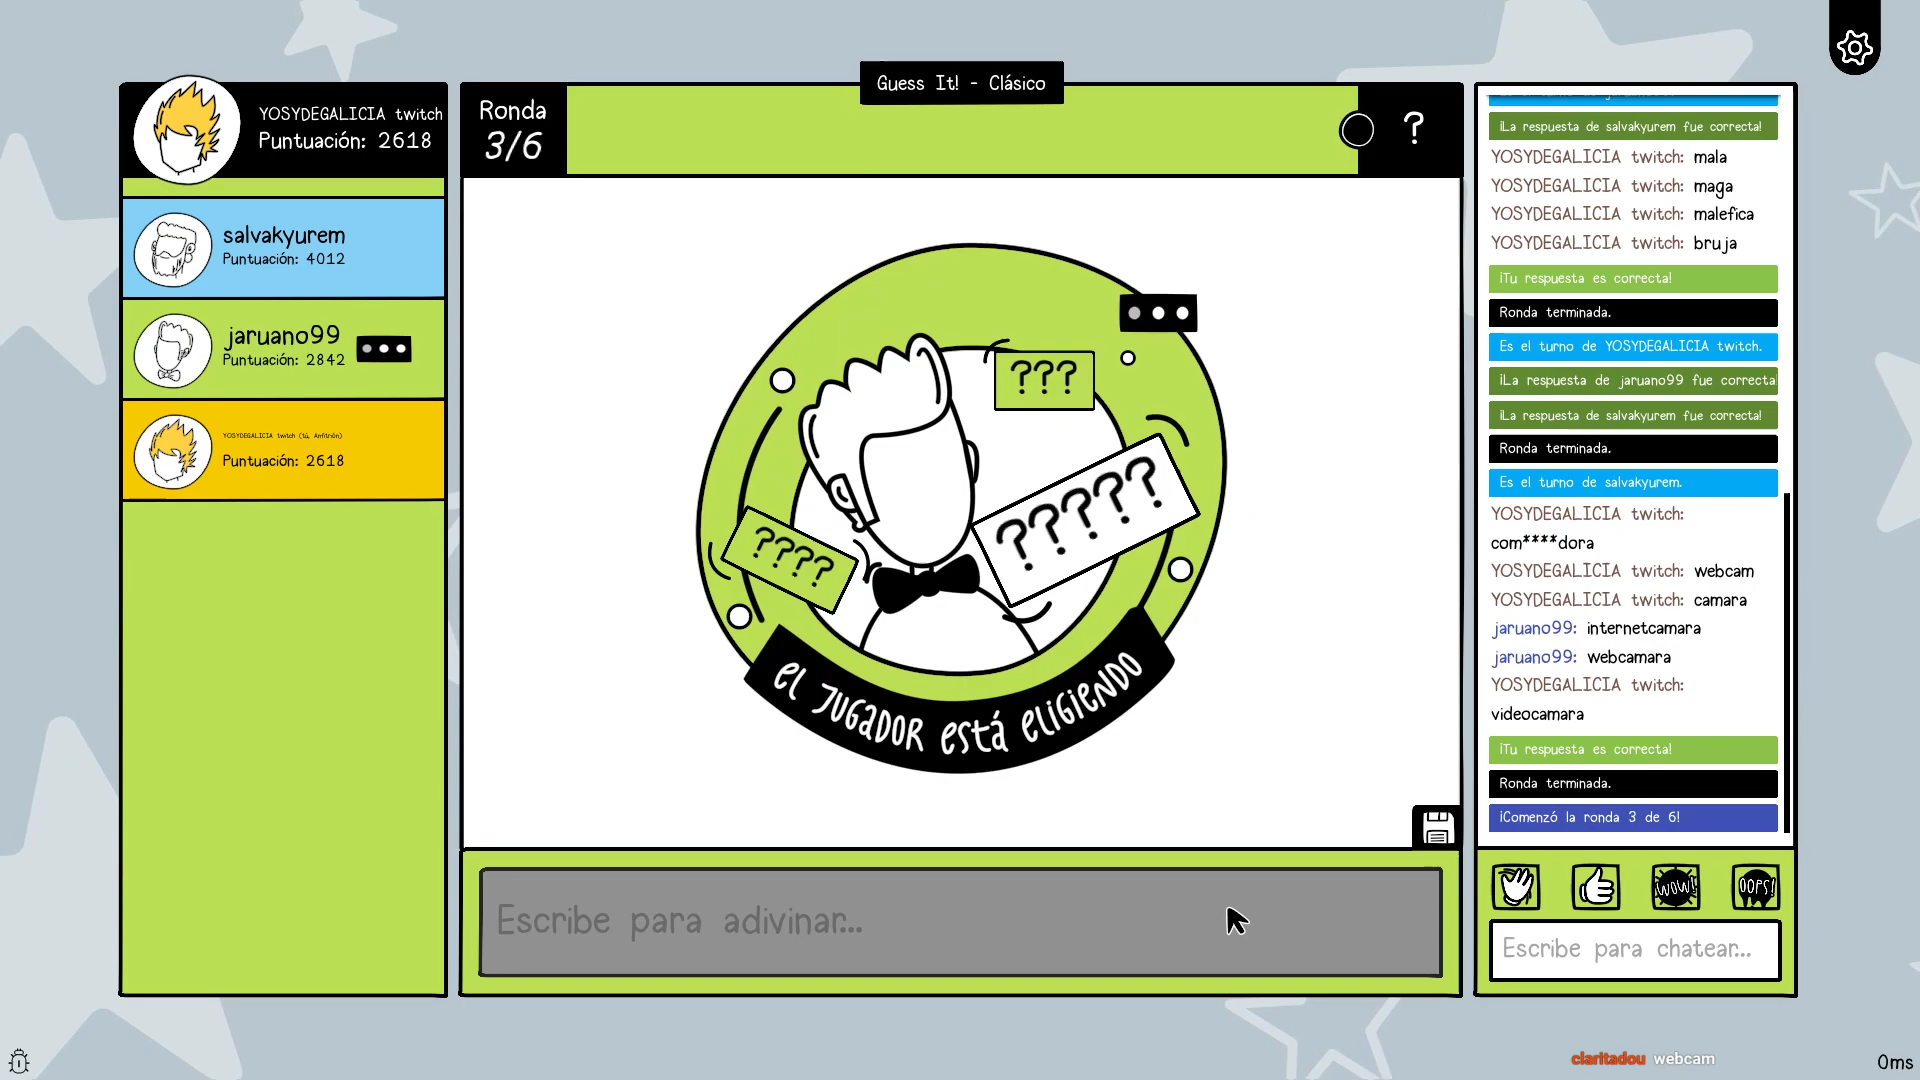 Guess It! - Clásico
YOSYDEGALICIA twitch
Puntuación: 2618
Ronda
3/6
?
salvakyurem
Puntuación: 4012
jaruano99
Puntuación: 2842
YOSYDEGALICIA twitch (tú, Anfitrión)
Puntuación: 2618
???
?????
????
EL JUGADOR ESTÁ ELIGIENDO
Escribe para adivinar...
¡La respuesta de salvakyurem fue correcta!
YOSYDEGALICIA twitch: mala
YOSYDEGALICIA twitch: maga
YOSYDEGALICIA twitch: malefica
YOSYDEGALICIA twitch: bruja
¡Tu respuesta es correcta!
Ronda terminada.
Es el turno de YOSYDEGALICIA twitch.
¡La respuesta de jaruano99 fue correcta
¡La respuesta de salvakyurem fue correcta!
Ronda terminada.
Es el turno de salvakyurem.
YOSYDEGALICIA twitch:
com****dora
YOSYDEGALICIA twitch: webcam
YOSYDEGALICIA twitch: camara
jaruano99: internetcamara
jaruano99: webcamara
YOSYDEGALICIA twitch:
videocamara
¡Tu respuesta es correcta!
Ronda terminada.
¡Comenzó la ronda 3 de 6!
WOW!
OOPS!
Escribe para chatear...
claritadou webcam
0ms